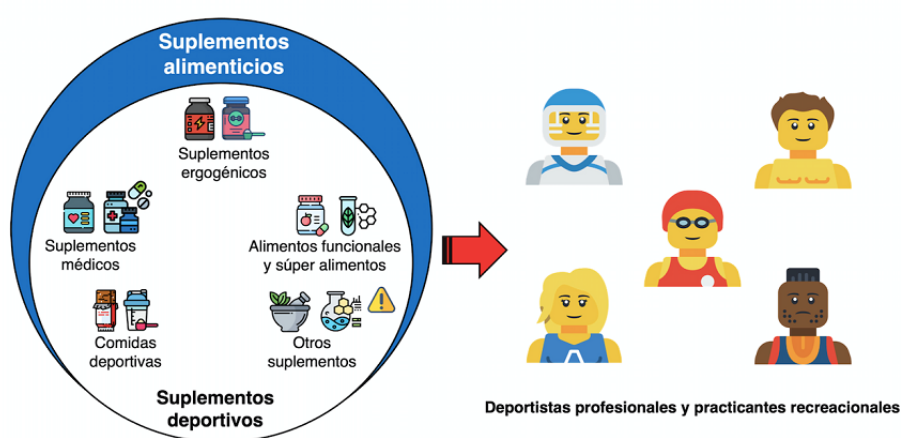 Suplementos
alimenticios
Suplementos
ergogénicos
Suplementos
médicos
Alimentos funcionales
y súper alimentos
Comidas
deportivas
Otros
suplementos
Suplementos
deportivos
Deportistas profesionales y practicantes recreacionales